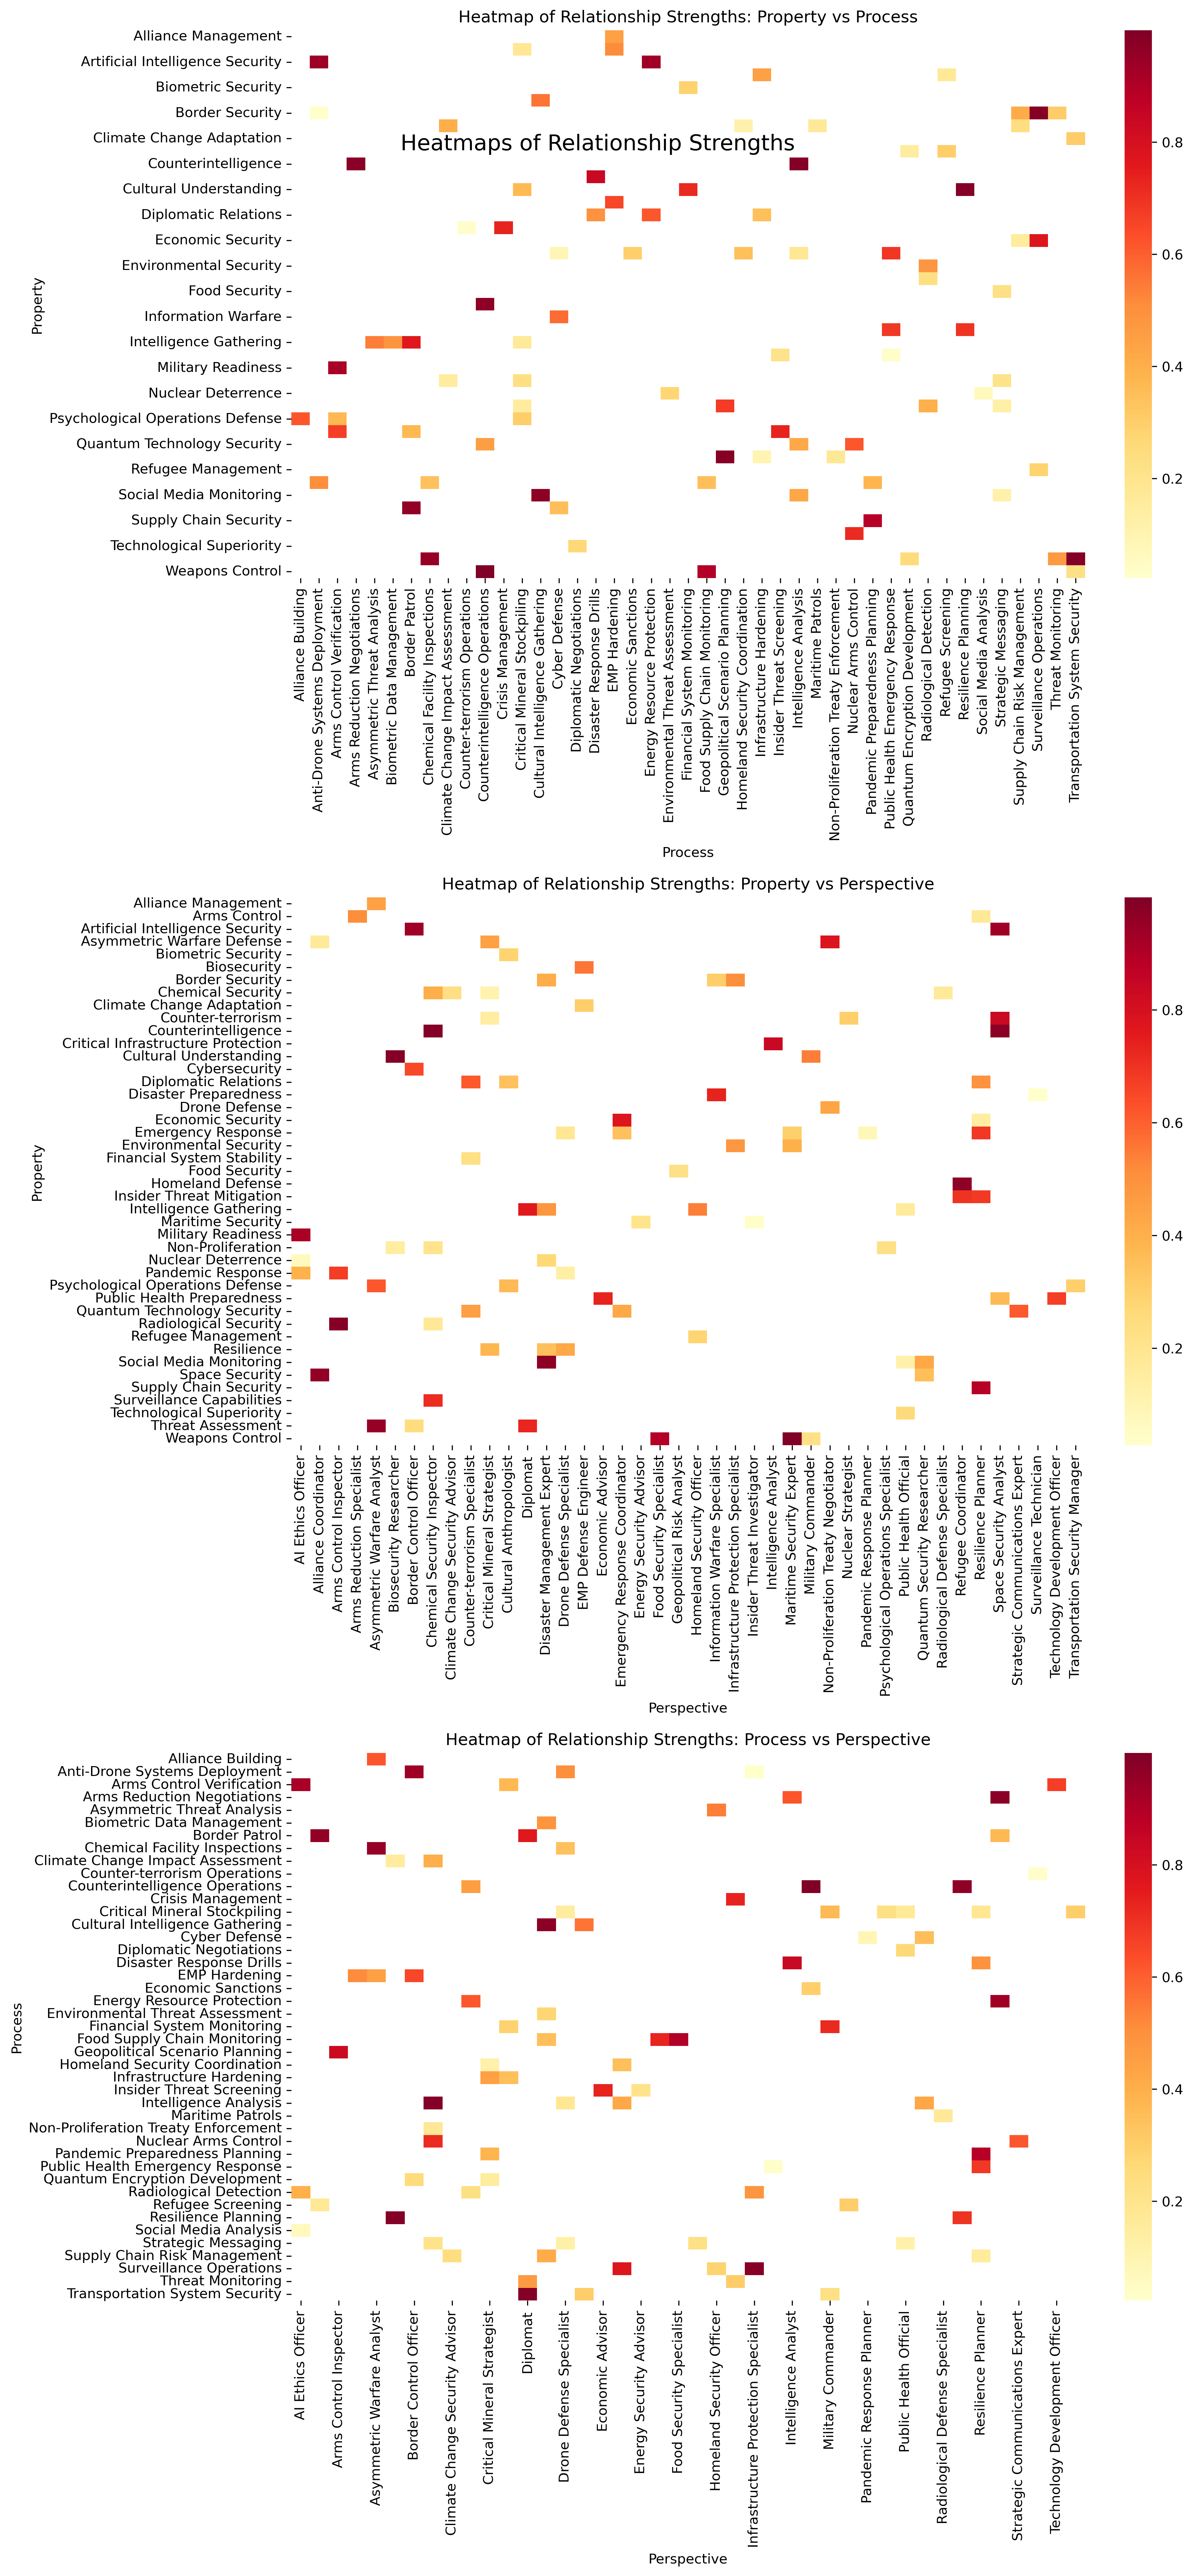 Heatmap of Relationship Strengths: Property vs Process
Heatmaps of Relationship Strengths
Property
Alliance Management
Artificial Intelligence Security
Biometric Security
Border Security
Climate Change Adaptation
Counterintelligence
Cultural Understanding
Diplomatic Relations
Economic Security
Environmental Security
Food Security
Information Warfare
Intelligence Gathering
Military Readiness
Nuclear Deterrence
Psychological Operations Defense
Quantum Technology Security
Refugee Management
Social Media Monitoring
Supply Chain Security
Technological Superiority
Weapons Control
0.8
0.6
0.4
0.2
Alliance Building
Anti-Drone Systems Deployment
Arms Control Verification
Arms Reduction Negotiations
Asymmetric Threat Analysis
Biometric Data Management
Border Patrol
Chemical Facility Inspections
Climate Change Impact Assessment
Counter-terrorism Operations
Counterintelligence Operations
Crisis Management
Critical Mineral Stockpiling
Cultural Intelligence Gathering
Cyber Defense
Diplomatic Negotiations
Disaster Response Drills
EMP Hardening
Economic Sanctions
Energy Resource Protection
Environmental Threat Assessment
Financial System Monitoring
Food Supply Chain Monitoring
Geopolitical Scenario Planning
Homeland Security Coordination
Infrastructure Hardening
Insider Threat Screening
Intelligence Analysis
Maritime Patrols
Non-Proliferation Treaty Enforcement
Nuclear Arms Control
Pandemic Preparedness Planning
Public Health Emergency Response
Quantum Encryption Development
Radiological Detection
Refugee Screening
Resilience Planning
Social Media Analysis
Strategic Messaging
Supply Chain Risk Management
Surveillance Operations
Threat Monitoring
Transportation System Security
Process
Heatmap of Relationship Strengths: Property vs Perspective
Property
Alliance Management
Arms Control
Artificial Intelligence Security
Asymmetric Warfare Defense
Biometric Security
Biosecurity
Border Security
Chemical Security
Climate Change Adaptation
Counter-terrorism
Counterintelligence
Critical Infrastructure Protection
Cultural Understanding
Cybersecurity
Diplomatic Relations
Disaster Preparedness
Drone Defense
Economic Security
Emergency Response
Environmental Security
Financial System Stability
Food Security
Homeland Defense
Insider Threat Mitigation
Intelligence Gathering
Maritime Security
Military Readiness
Non-Proliferation
Nuclear Deterrence
Pandemic Response
Psychological Operations Defense
Public Health Preparedness
Quantum Technology Security
Radiological Security
Refugee Management
Resilience
Social Media Monitoring
Space Security
Supply Chain Security
Surveillance Capabilities
Technological Superiority
Threat Assessment
Weapons Control
0.8
0.6
0.4
0.2
AI Ethics Officer
Alliance Coordinator
Arms Control Inspector
Arms Reduction Specialist
Asymmetric Warfare Analyst
Biosecurity Researcher
Border Control Officer
Chemical Security Inspector
Climate Change Security Advisor
Counter-terrorism Specialist
Critical Mineral Strategist
Cultural Anthropologist
Diplomat
Disaster Management Expert
Drone Defense Specialist
EMP Defense Engineer
Economic Advisor
Emergency Response Coordinator
Energy Security Advisor
Food Security Specialist
Geopolitical Risk Analyst
Homeland Security Officer
Information Warfare Specialist
Infrastructure Protection Specialist
Insider Threat Investigator
Intelligence Analyst
Maritime Security Expert
Military Commander
Non-Proliferation Treaty Negotiator
Nuclear Strategist
Pandemic Response Planner
Psychological Operations Specialist
Public Health Official
Quantum Security Researcher
Radiological Defense Specialist
Refugee Coordinator
Resilience Planner
Space Security Analyst
Strategic Communications Expert
Surveillance Technician
Technology Development Officer
Transportation Security Manager
Perspective
Heatmap of Relationship Strengths: Process vs Perspective
Process
Alliance Building
Anti-Drone Systems Deployment
Arms Control Verification
Arms Reduction Negotiations
Asymmetric Threat Analysis
Biometric Data Management
Border Patrol
Chemical Facility Inspections
Climate Change Impact Assessment
Counter-terrorism Operations
Counterintelligence Operations
Crisis Management
Critical Mineral Stockpiling
Cultural Intelligence Gathering
Cyber Defense
Diplomatic Negotiations
Disaster Response Drills
EMP Hardening
Economic Sanctions
Energy Resource Protection
Environmental Threat Assessment
Financial System Monitoring
Food Supply Chain Monitoring
Geopolitical Scenario Planning
Homeland Security Coordination
Infrastructure Hardening
Insider Threat Screening
Intelligence Analysis
Maritime Patrols
Non-Proliferation Treaty Enforcement
Nuclear Arms Control
Pandemic Preparedness Planning
Public Health Emergency Response
Quantum Encryption Development
Radiological Detection
Refugee Screening
Resilience Planning
Social Media Analysis
Strategic Messaging
Supply Chain Risk Management
Surveillance Operations
Threat Monitoring
Transportation System Security
0.8
0.6
0.4
0.2
AI Ethics Officer
Arms Control Inspector
Asymmetric Warfare Analyst
Border Control Officer
Climate Change Security Advisor
Critical Mineral Strategist
Diplomat
Drone Defense Specialist
Economic Advisor
Energy Security Advisor
Food Security Specialist
Homeland Security Officer
Infrastructure Protection Specialist
Intelligence Analyst
Military Commander
Pandemic Response Planner
Public Health Official
Radiological Defense Specialist
Resilience Planner
Strategic Communications Expert
Technology Development Officer
Perspective